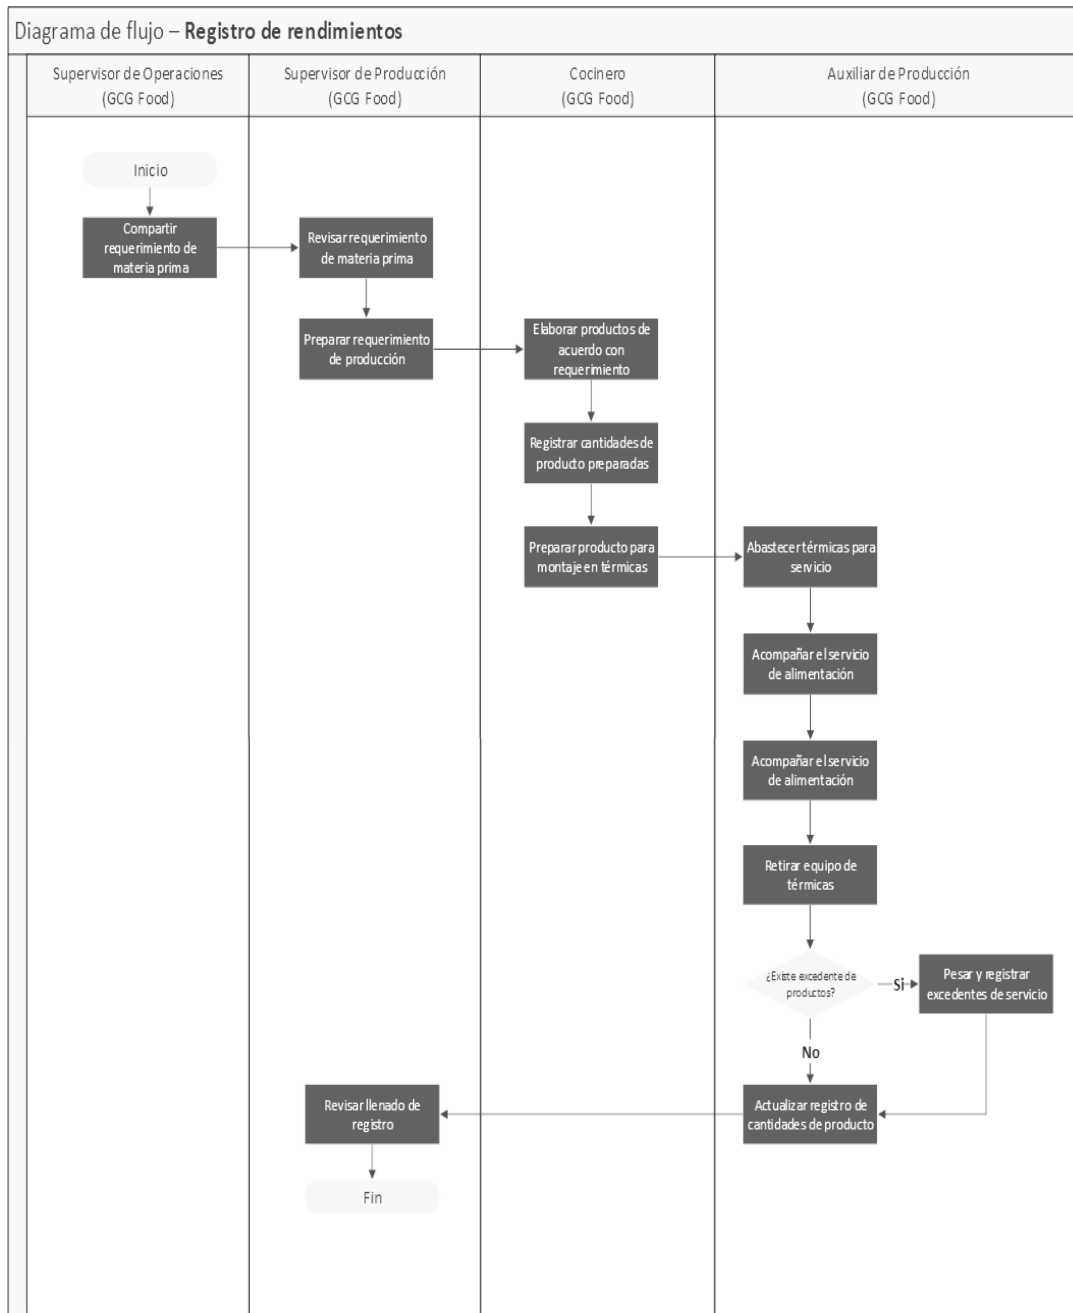 Diagrama de flujo – Registro de rendimientos
Supervisor de Operaciones
(GCG Food)
Supervisor de Producción
(GCG Food)
Cocinero
(GCG Food)
Auxiliar de Producción
(GCG Food)
Inicio
Compartir
requerimiento de
materia prima
Revisar requerimiento
de materia prima
Preparar requerimiento
de producción
Elaborar productos de
acuerdo con
requerimiento
Registrar cantidades de
producto preparadas
Preparar producto para
montaje en térmicas
Abastecer térmicas para
servicio
Acompañar el servicio
de alimentación
Acompañar el servicio
de alimentación
Retirar equipo de
térmicas
¿Existe excedente de
productos?
Si
Pesar y registrar
excedentes de servicio
No
Actualizar registro de
cantidades de producto
Revisar llenado de
registro
Fin